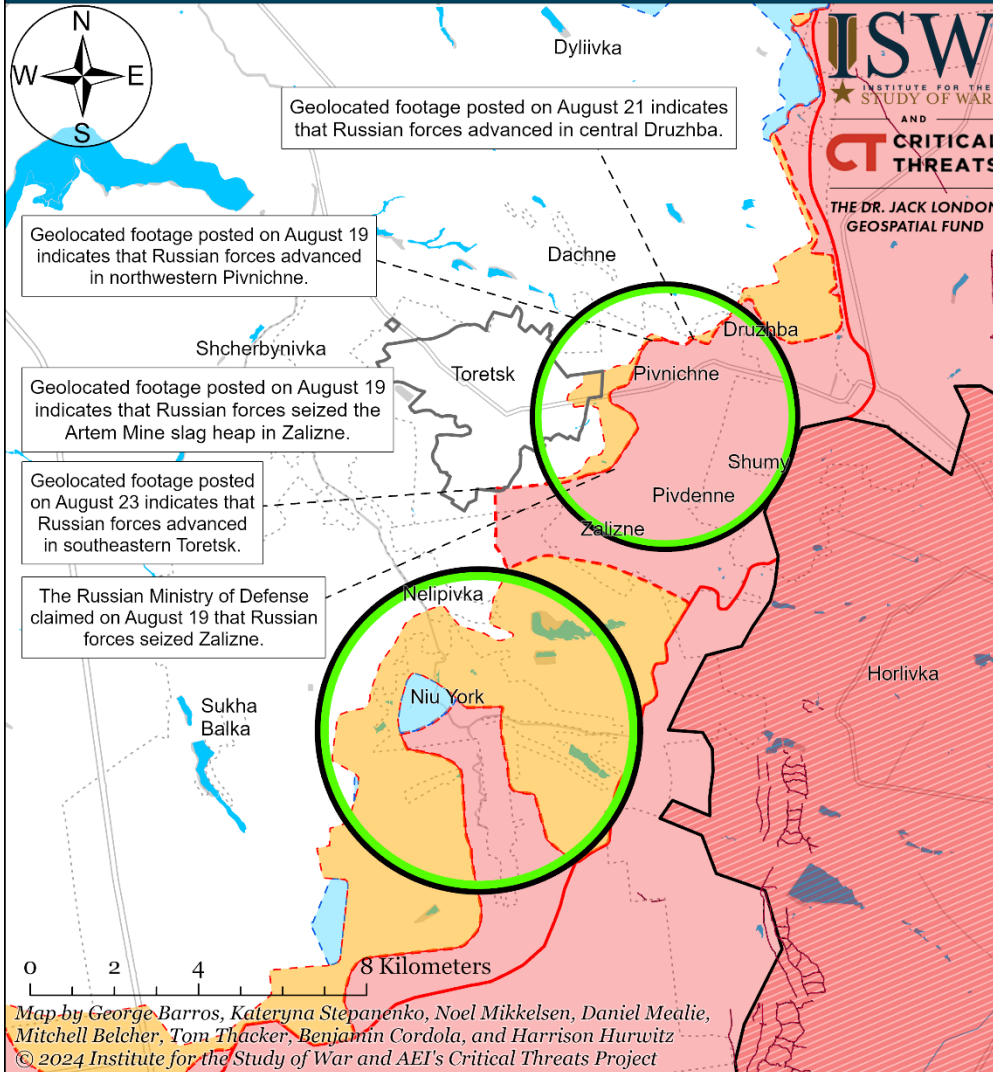 N
W
E
S
Dyliivka
ISW
INSTITUTE FOR THE
STUDY OF WAR
AND
CT CRITICAL
THREATS
THE DR. JACK LONDON
GEOSPATIAL FUND
Geolocated footage posted on August 21 indicates
that Russian forces advanced in central Druzhba.
Geolocated footage posted on August 19
indicates that Russian forces advanced
in northwestern Pivnichne.
Dachne
Druzhba
Shcherbynivka
Toretsk
Pivnichne
Geolocated footage posted on August 19
indicates that Russian forces seized the
Artem Mine slag heap in Zalizne.
Shumy
Geolocated footage posted
on August 23 indicates that
Russian forces advanced
in southeastern Toretsk.
Pivdenne
Zalizne
The Russian Ministry of Defense
claimed on August 19 that Russian
forces seized Zalizne.
Nelipivka
Horlivka
Niu York
Sukha
Balka
0 2 4 8 Kilometers
Map by George Barros, Kateryna Stepanenko, Noel Mikkelsen, Daniel Mealie,
Mitchell Belcher, Tom Thacker, Benjamin Cordola, and Harrison Hurwitz
© 2024 Institute for the Study of War and AEI's Critical Threats Project